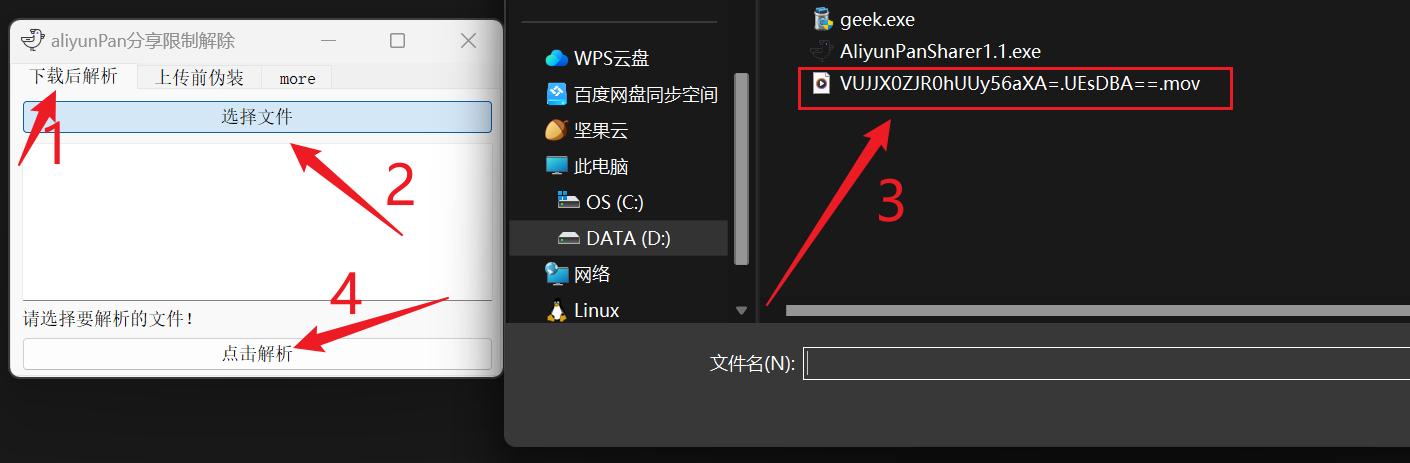 aliyunPan分享限制解除
下载后解析
上传前伪装
more
1
选择文件
2
4
请选择要解析的文件!
点击解析
WPS云盘
百度网盘同步空间
坚果云
此电脑
OS (C:)
DATA (D:)
网络
Linux
geek.exe
AliyunPanSharer1.1.exe
VUJJX0ZJR0hUUy56aXA=.UEsDBA==.mov
3
文件名(N):